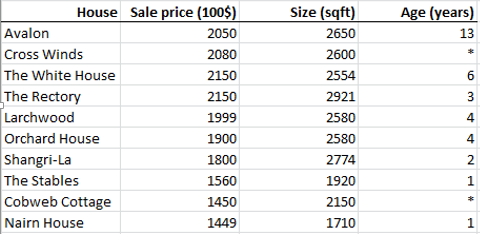 House Sale price (100$) Size (sqft) Age (years)
Avalon 2050 2650 13
Cross Winds 2080 2600 *
The White House 2150 2554 6
The Rectory 2150 2921 3
Larchwood 1999 2580 4
Orchard House 1900 2580 4
Shangri-La 1800 2774 2
The Stables 1560 1920 1
Cobweb Cottage 1450 2150 *
Nairn House 1449 1710 1